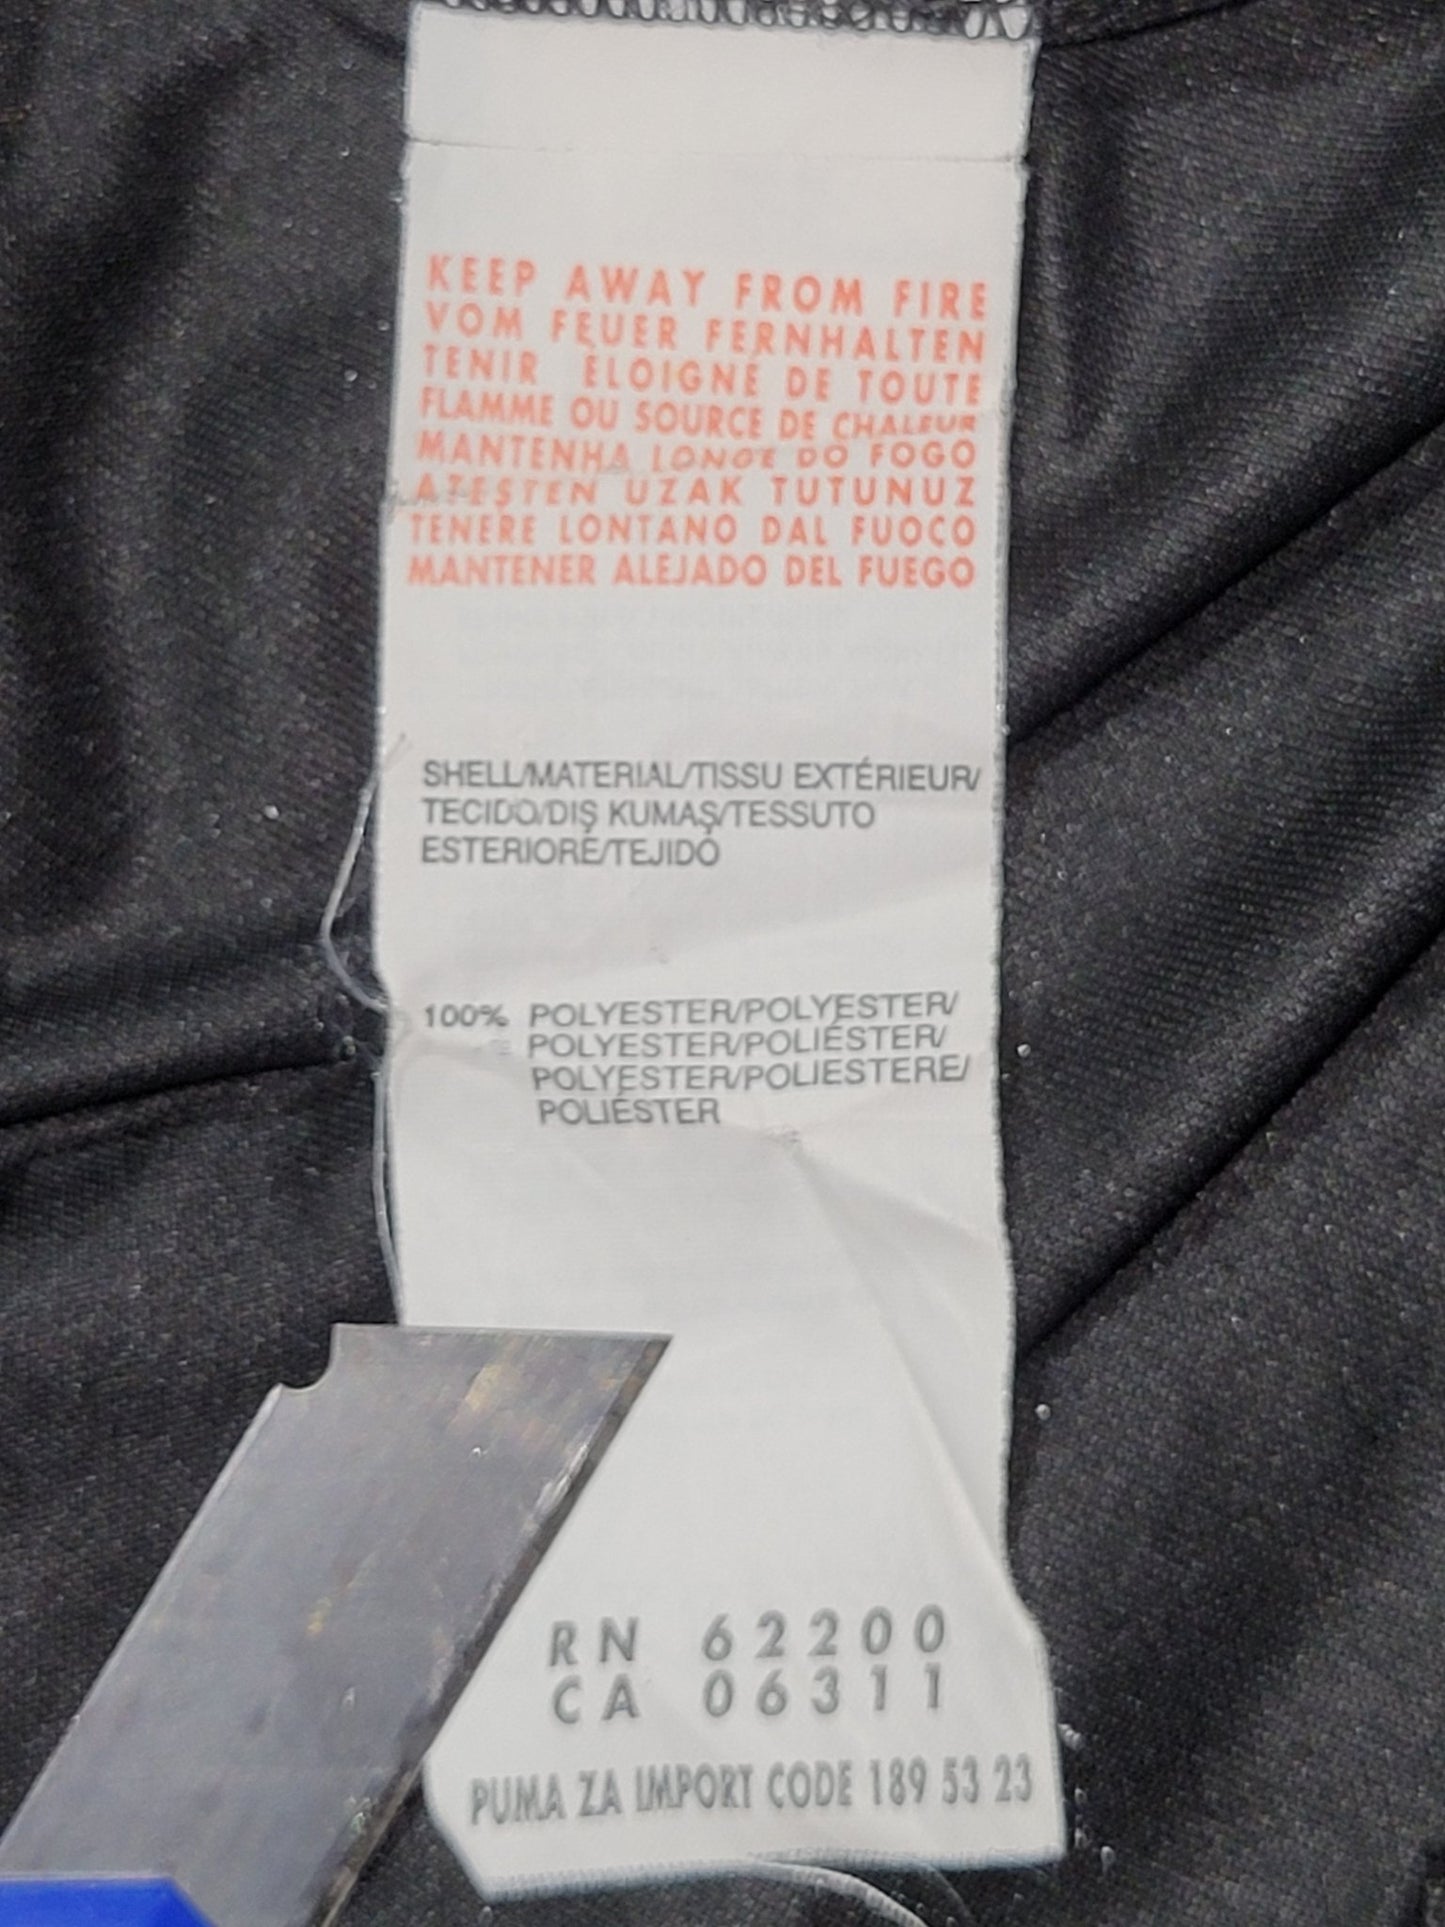 KEEP AWAY FROM FIRE
VOM FEUER FERNHALTEN
TENIR ÉLOIGNÉ DE TOUTE
FLAMME OU SOURCE DE CHALEUR
MANTENHA LONGE DO FOGO
ATEŞTEN UZAK TUTUNUZ
TENERE LONTANO DAL FUOCO
MANTENER ALEJADO DEL FUEGO
SHELL/MATERIAL/TISSU EXTÉRIEUR/
TECIDO/DIŞ KUMAŞ/TESSUTO
ESTERIORE/TEJIDO
100% POLYESTER/POLYESTER/
POLYESTER/POLIÉSTER/
POLYESTER/POLIESTERE/
POLIÉSTER
RN 62200
CA 06311
PUMA ZA IMPORT CODE 189 53 23